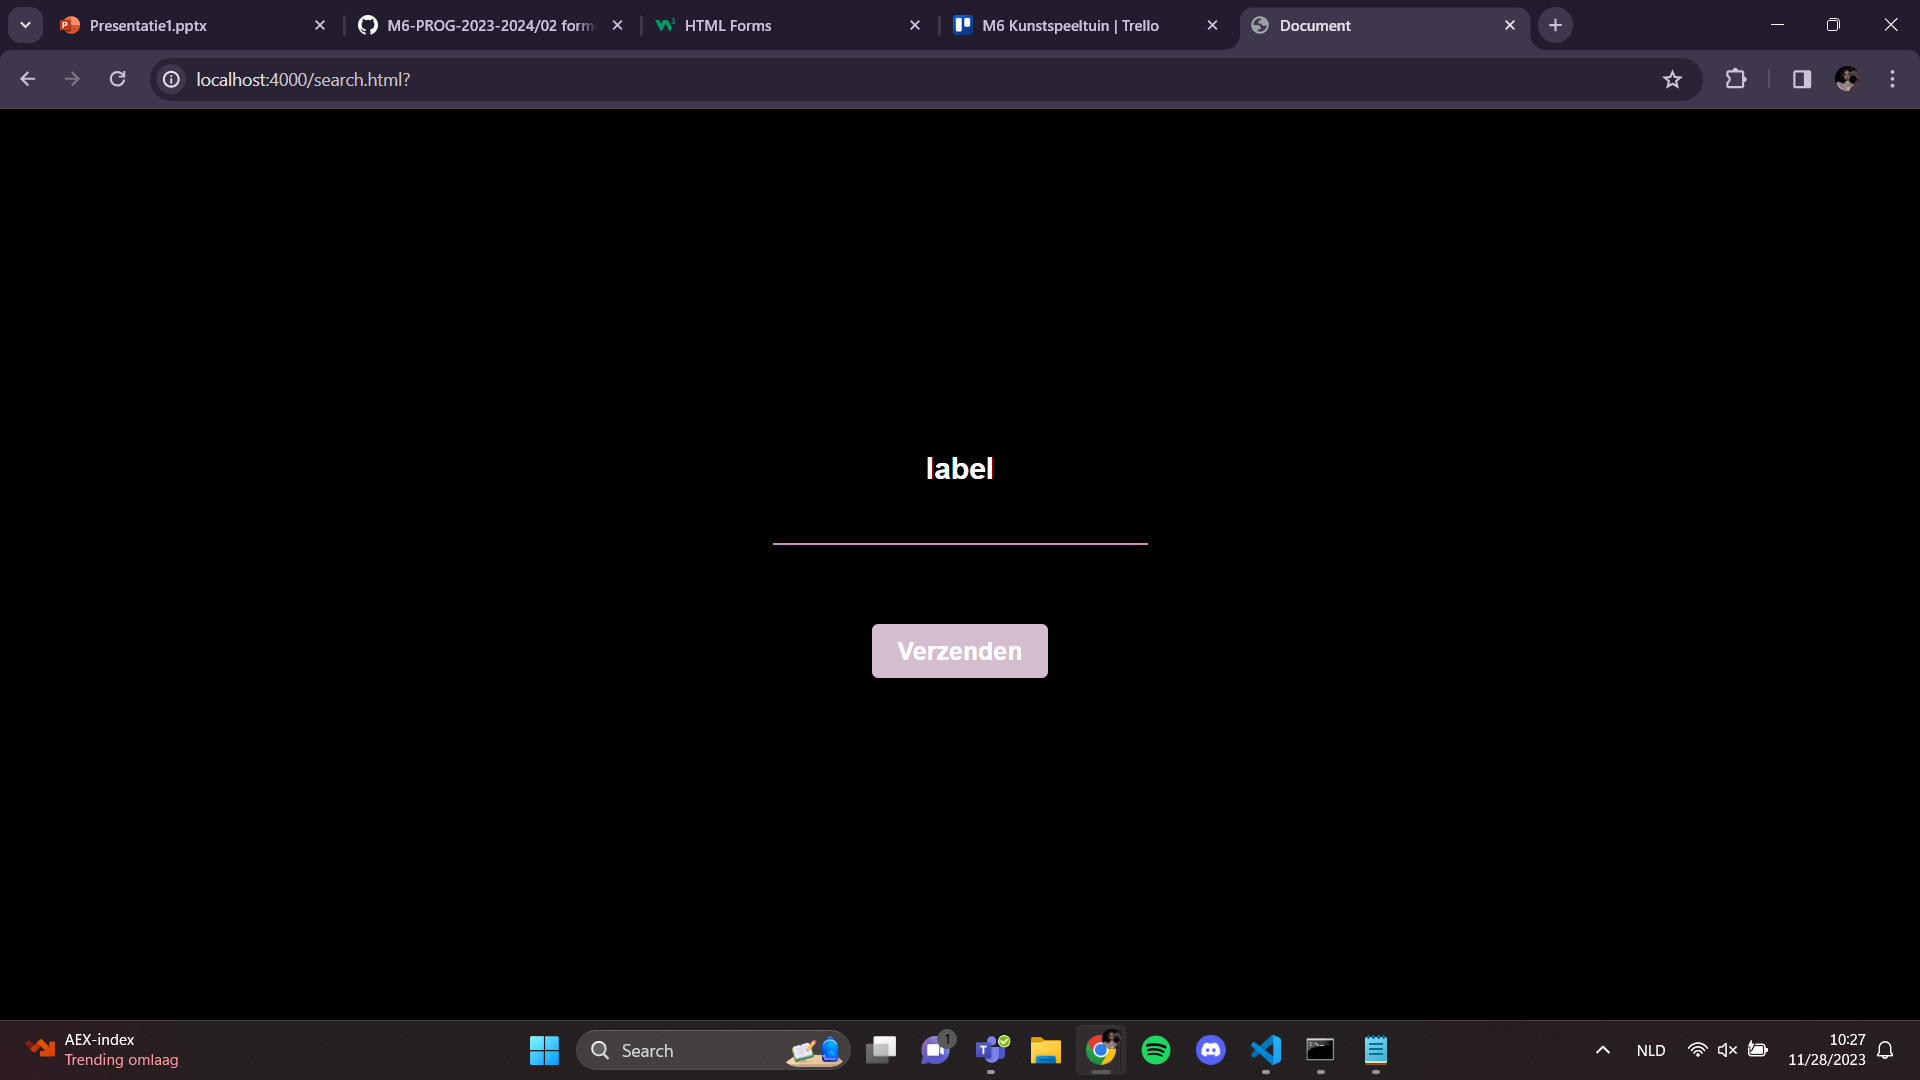 Presentatie1.pptx
M6-PROG-2023-2024/02 form
HTML Forms
M6 Kunstspeeltuin | Trello
Document
localhost:4000/search.html?
label
Verzenden
AEX-index
Trending omlaag
Search
1
NLD
10:27
11/28/2023